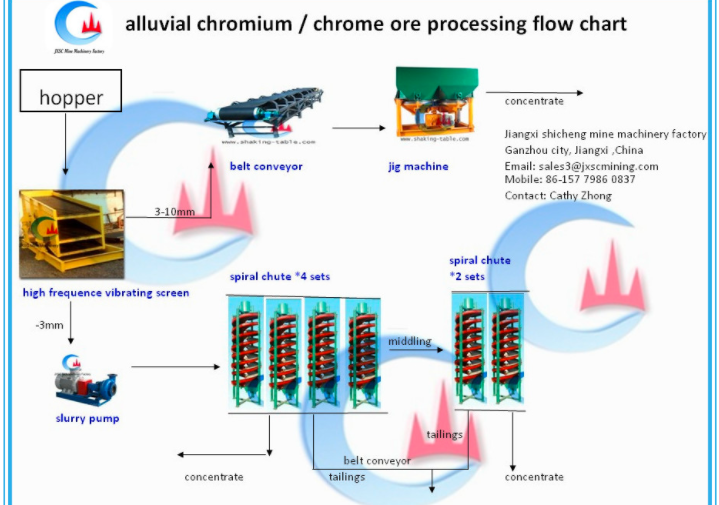 alluvial chromium / chrome ore processing flow chart
JXSC Mine Machinery Factory
hopper
www.shaking-table.com
www.shaking-table.com
concentrate
belt conveyor
jig machine
Jiangxi shicheng mine machinery factory
Ganzhou city, Jiangxi ,China
Email: sales3@jxscmining.com
Mobile: 86-157 7986 0837
Contact: Cathy Zhong
3-10mm
high frequence vibrating screen
spiral chute *4 sets
spiral chute
*2 sets
-3mm
middling
slurry pump
tailings
belt conveyor
concentrate
tailings
concentrate